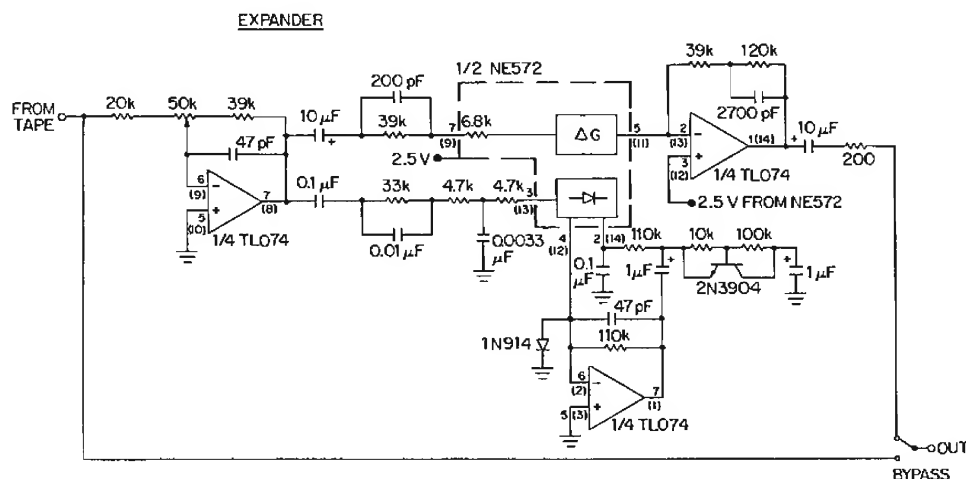 EXPANDER
FROM TAPE
20k
50k
39k
47 pF
6
(9)
5
(10)
7
(8)
1/4 TL074
10 µF
+
200 pF
39k
7
(9)
6.8k
1/2 NE572
ΔG
5
(11)
2.5 V
0.1 µF
33k
0.01 µF
4.7k
4.7k
3
(13)
0.0033 µF
4
(12)
2
(14)
39k
120k
2700 pF
2
(13)
3
(12)
1(14)
1/4 TL074
+
10 µF
200
2.5 V FROM NE572
110k
10k
100k
0.1 µF
1 µF
+
2N3904
+
1 µF
47 pF
110k
1N914
6
(2)
5
(3)
7
(1)
1/4 TL074
OUT
BYPASS